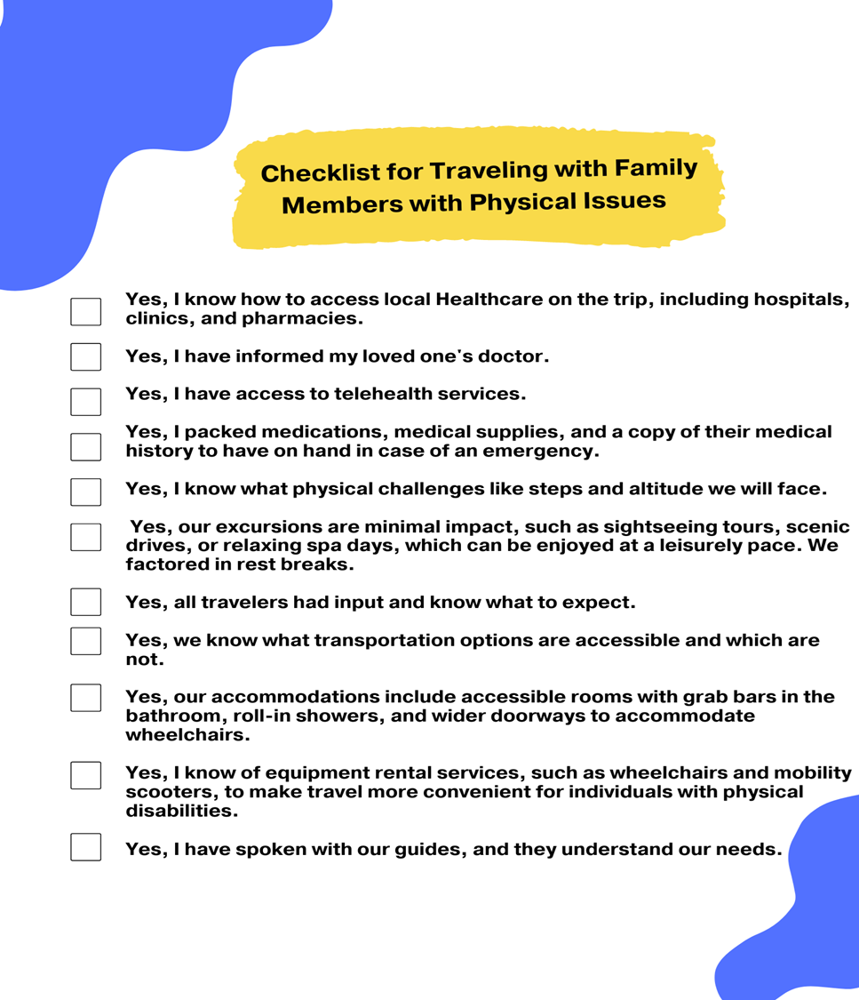 Checklist for Traveling with Family
Members with Physical Issues
Yes, I know how to access local Healthcare on the trip, including hospitals,
clinics, and pharmacies.
Yes, I have informed my loved one's doctor.
Yes, I have access to telehealth services.
Yes, I packed medications, medical supplies, and a copy of their medical
history to have on hand in case of an emergency.
Yes, I know what physical challenges like steps and altitude we will face.
Yes, our excursions are minimal impact, such as sightseeing tours, scenic
drives, or relaxing spa days, which can be enjoyed at a leisurely pace. We
factored in rest breaks.
Yes, all travelers had input and know what to expect.
Yes, we know what transportation options are accessible and which are
not.
Yes, our accommodations include accessible rooms with grab bars in the
bathroom, roll-in showers, and wider doorways to accommodate
wheelchairs.
Yes, I know of equipment rental services, such as wheelchairs and mobility
scooters, to make travel more convenient for individuals with physical
disabilities.
Yes, I have spoken with our guides, and they understand our needs.